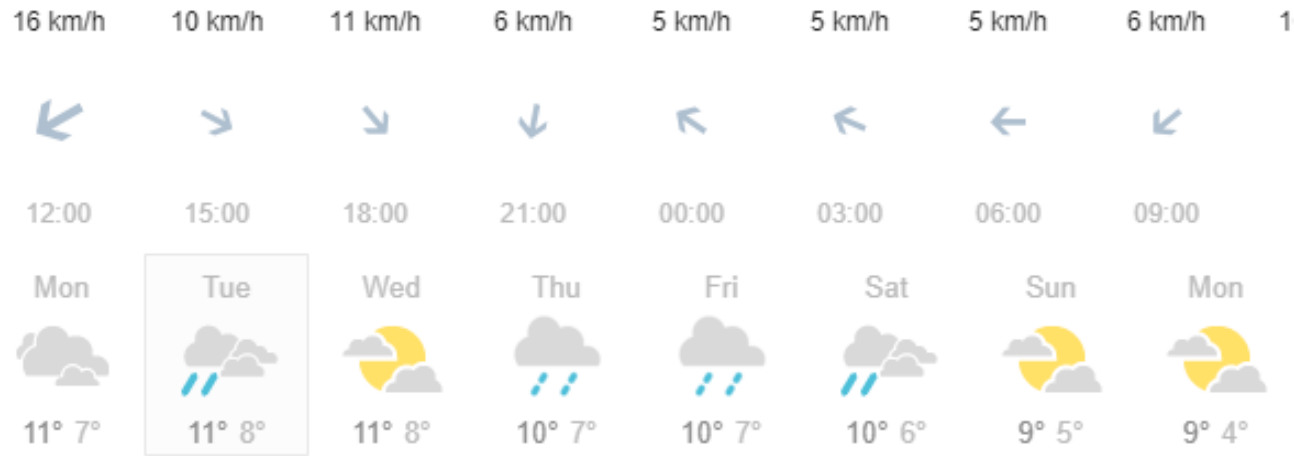 16 km/h 10 km/h 11 km/h 6 km/h 5 km/h 5 km/h 5 km/h 6 km/h 1
12:00 15:00 18:00 21:00 00:00 03:00 06:00 09:00
Mon Tue Wed Thu Fri Sat Sun Mon
11° 7° 11° 8° 11° 8° 10° 7° 10° 7° 10° 6° 9° 5° 9° 4°